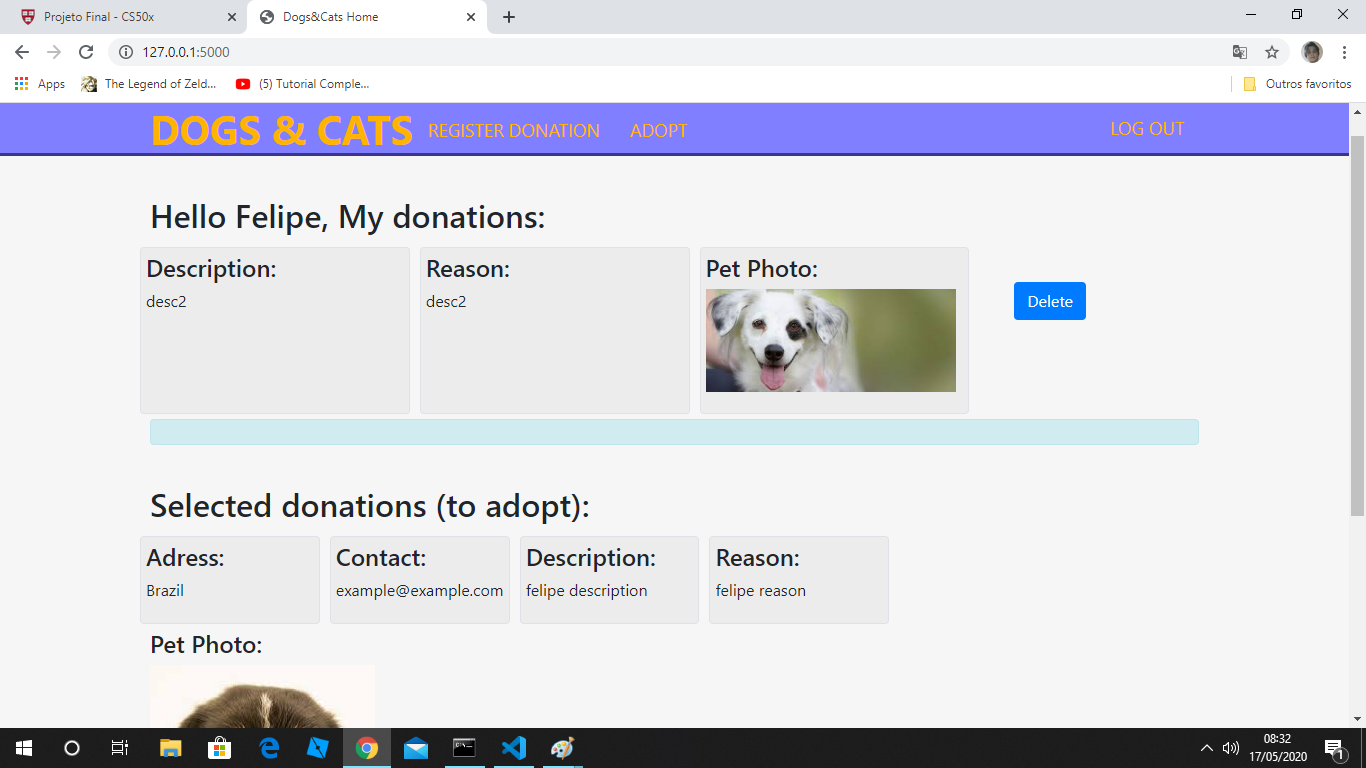 Projeto Final - CS50x
Dogs&Cats Home
127.0.0.1:5000
Apps
The Legend of Zeld...
(5) Tutorial Comple...
Outros favoritos
DOGS & CATS
REGISTER DONATION
ADOPT
LOG OUT
Hello Felipe, My donations:
Description:
desc2
Reason:
desc2
Pet Photo:
Delete
Selected donations (to adopt):
Adress:
Brazil
Contact:
example@example.com
Description:
felipe description
Reason:
felipe reason
Pet Photo:
08:32
17/05/2020
1